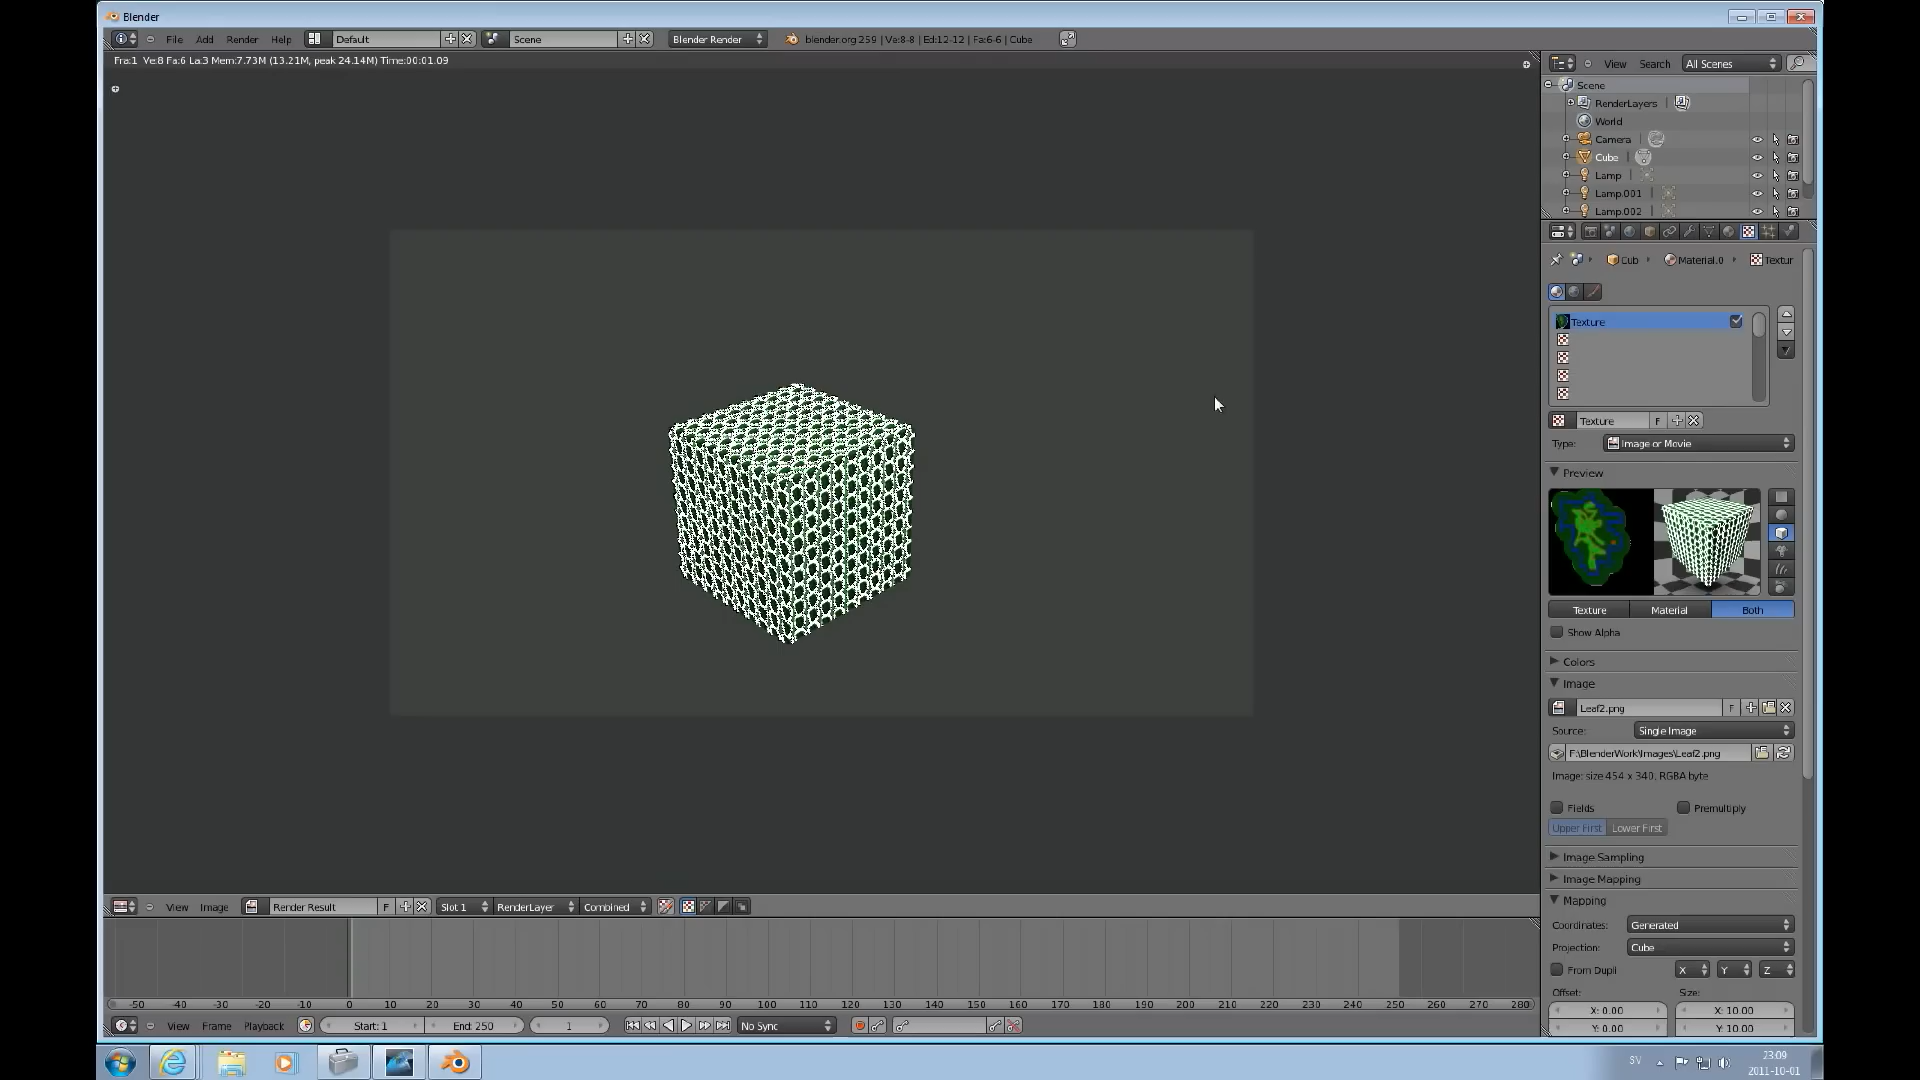 Blender
File Add Render Help Default Scene Blender Render blender.org 259 | Ve:8-8 | Ed:12-12 | Fa:6-6 | Cube
Fra:1 Ve:8 Fa:6 La:3 Mem:7.73M (13.21M, peak 24.14M) Time:00:01.09
View Search All Scenes
Scene
RenderLayers
World
Camera
Cube
Lamp
Lamp.001
Lamp.002
Cub Material.0 Textur
Texture
Texture F
Type: Image or Movie
Preview
Texture Material Both
Show Alpha
Colors
Image
Leaf2.png F
Source: Single Image
F:\BlenderWork\Images\Leaf2.png
Image: size 454 x 340, RGBA byte
Fields Premultiply
Upper First Lower First
Image Sampling
Image Mapping
Mapping
Coordinates: Generated
Projection: Cube
From Dupli X Y Z
Offset: Size:
X: 0.00 X: 10.00
Y: 0.00 Y: 10.00
View Image Render Result F Slot 1 RenderLayer Combined
-50 -40 -30 -20 -10 0 10 20 30 40 50 60 70 80 90 100 110 120 130 140 150 160 170 180 190 200 210 220 230 240 250 260 270 280
View Frame Playback Start: 1 End: 250 1 No Sync
SV 23:09
2011-10-01